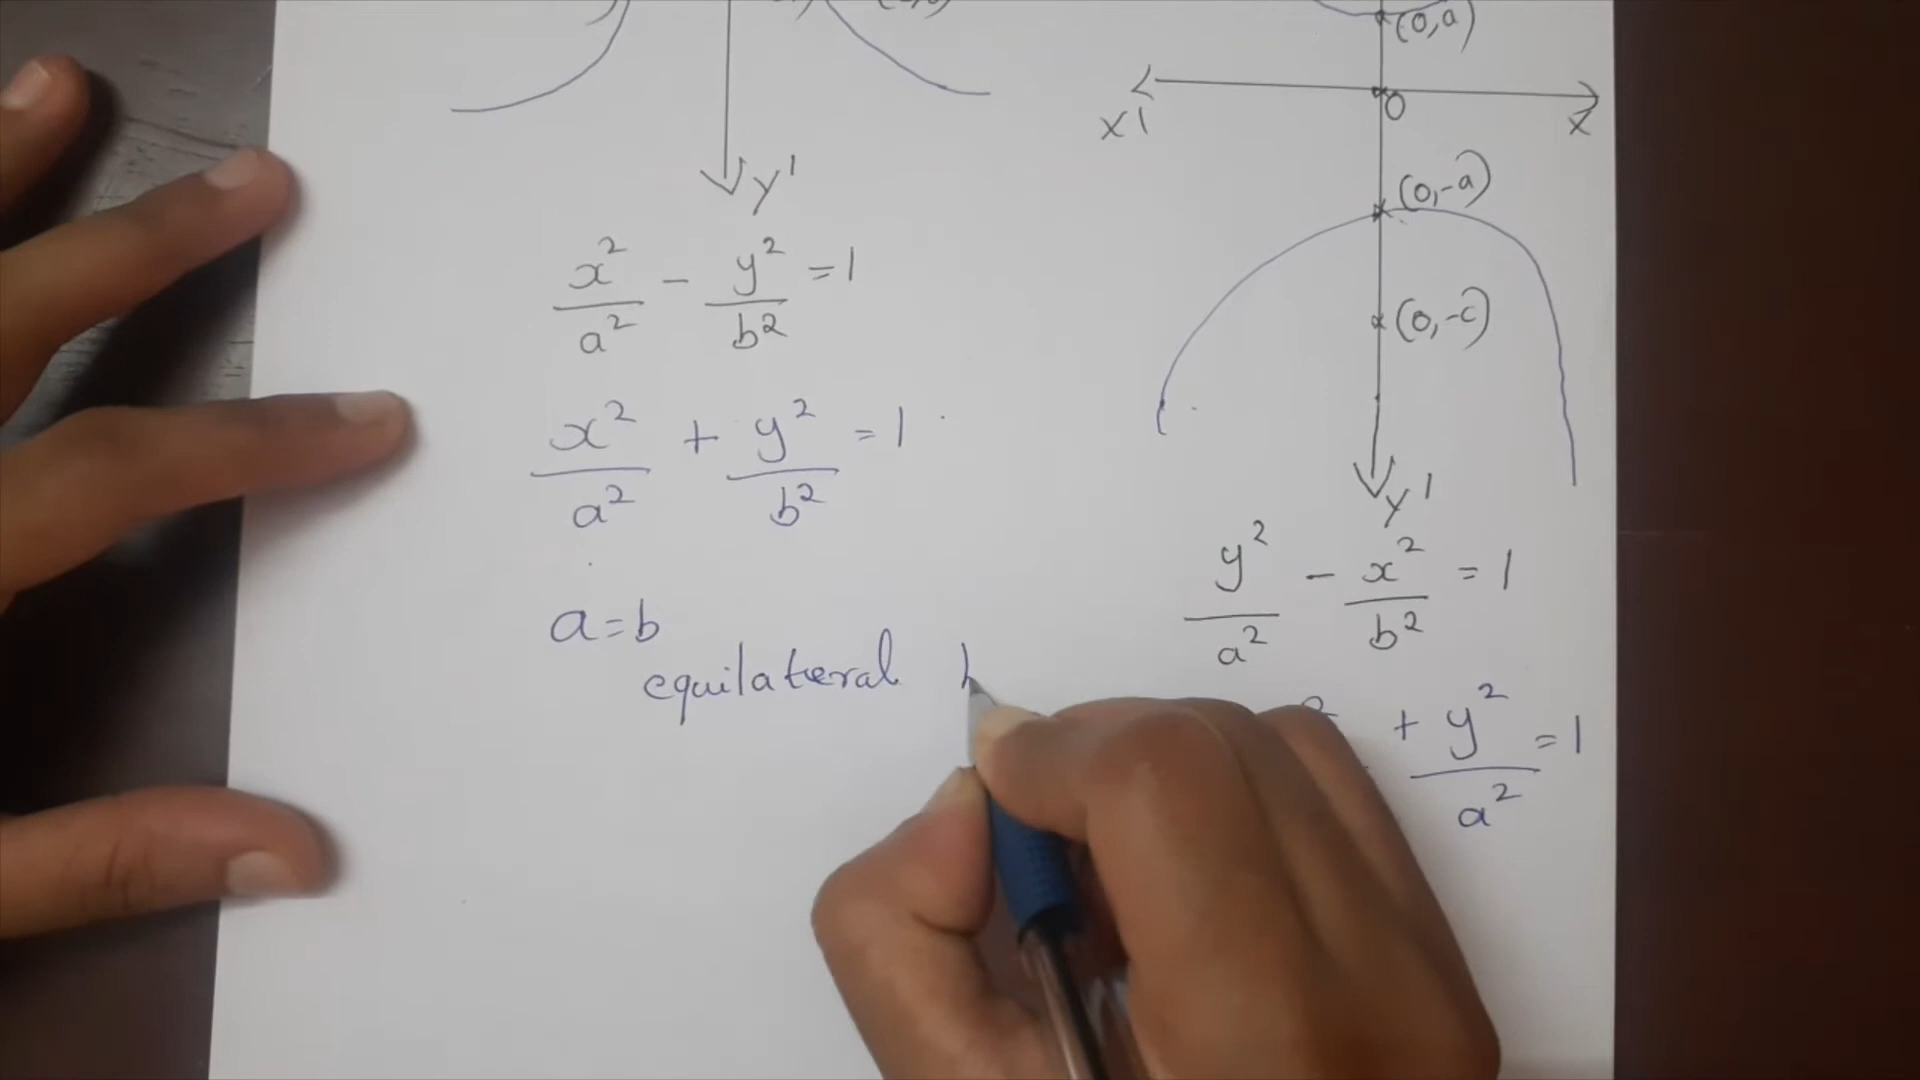 (0,a)
X' O X
(0,-a)
Y'
(0,-c)
x²/a² - y²/b² = 1
x²/a² + y²/b² = 1
a=b
equilateral
Y'
y²/a² - x²/b² = 1
+ y²/a² = 1